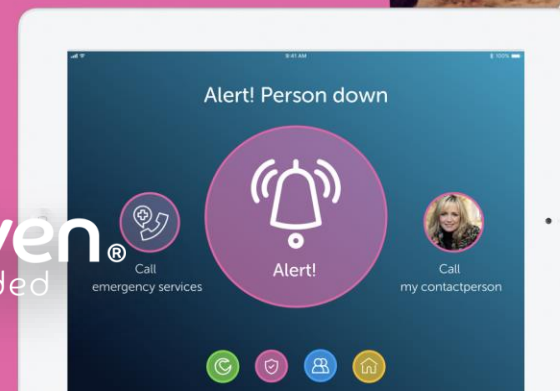 9:41 AM
100%
Alert! Person down
Alert!
Call
emergency services
Call
my contactperson
ven®
ded